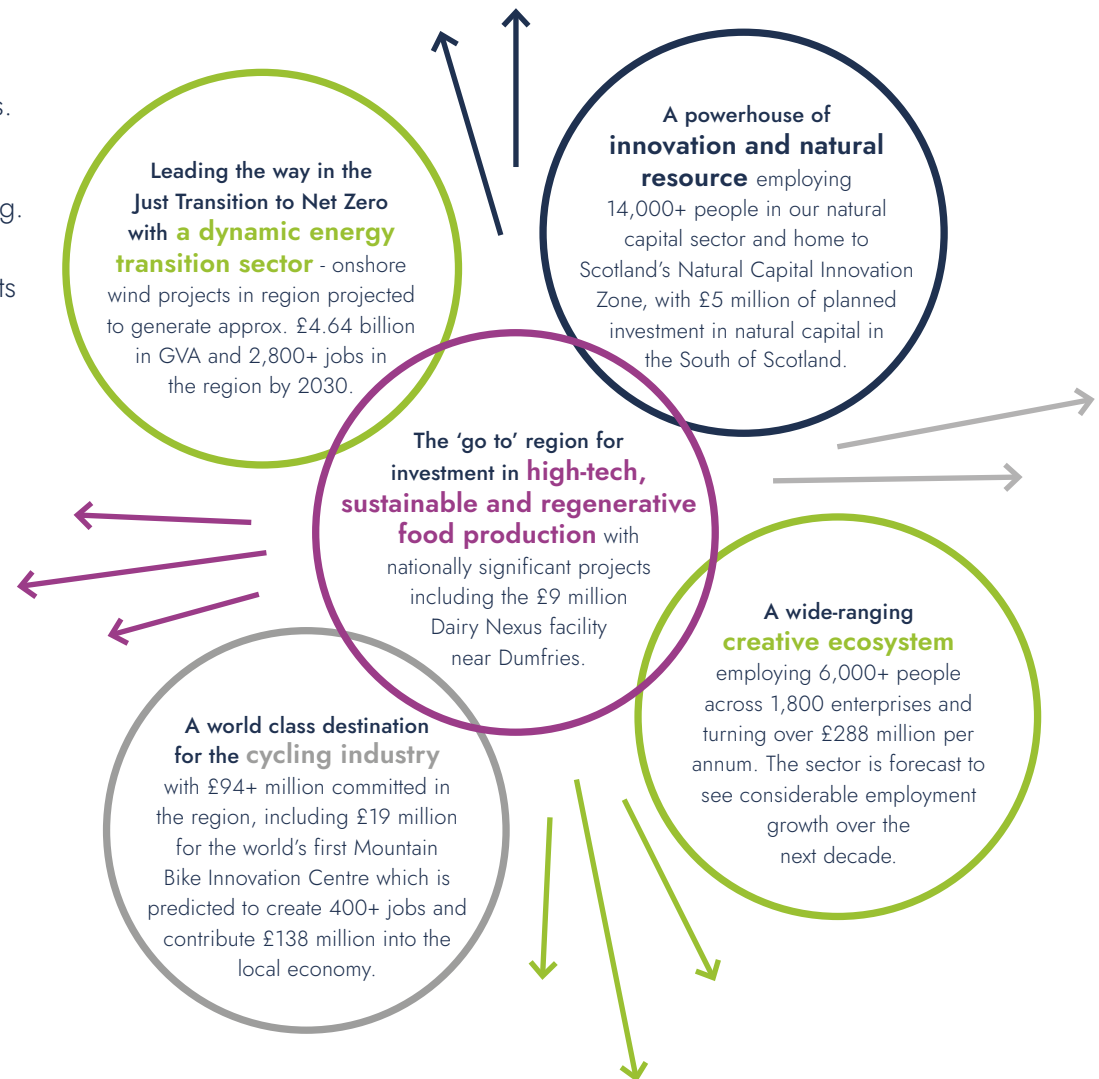 s.
g.
ts
Leading the way in the
Just Transition to Net Zero
with a dynamic energy
transition sector - onshore
wind projects in region projected
to generate approx. £4.64 billion
in GVA and 2,800+ jobs in
the region by 2030.
A powerhouse of
innovation and natural
resource employing
14,000+ people in our natural
capital sector and home to
Scotland’s Natural Capital Innovation
Zone, with £5 million of planned
investment in natural capital in
the South of Scotland.
The ‘go to’ region for
investment in high-tech,
sustainable and regenerative
food production with
nationally significant projects
including the £9 million
Dairy Nexus facility
near Dumfries.
A wide-ranging
creative ecosystem
employing 6,000+ people
across 1,800 enterprises and
turning over £288 million per
annum. The sector is forecast to
see considerable employment
growth over the
next decade.
A world class destination
for the cycling industry
with £94+ million committed in
the region, including £19 million
for the world’s first Mountain
Bike Innovation Centre which is
predicted to create 400+ jobs and
contribute £138 million into the
local economy.